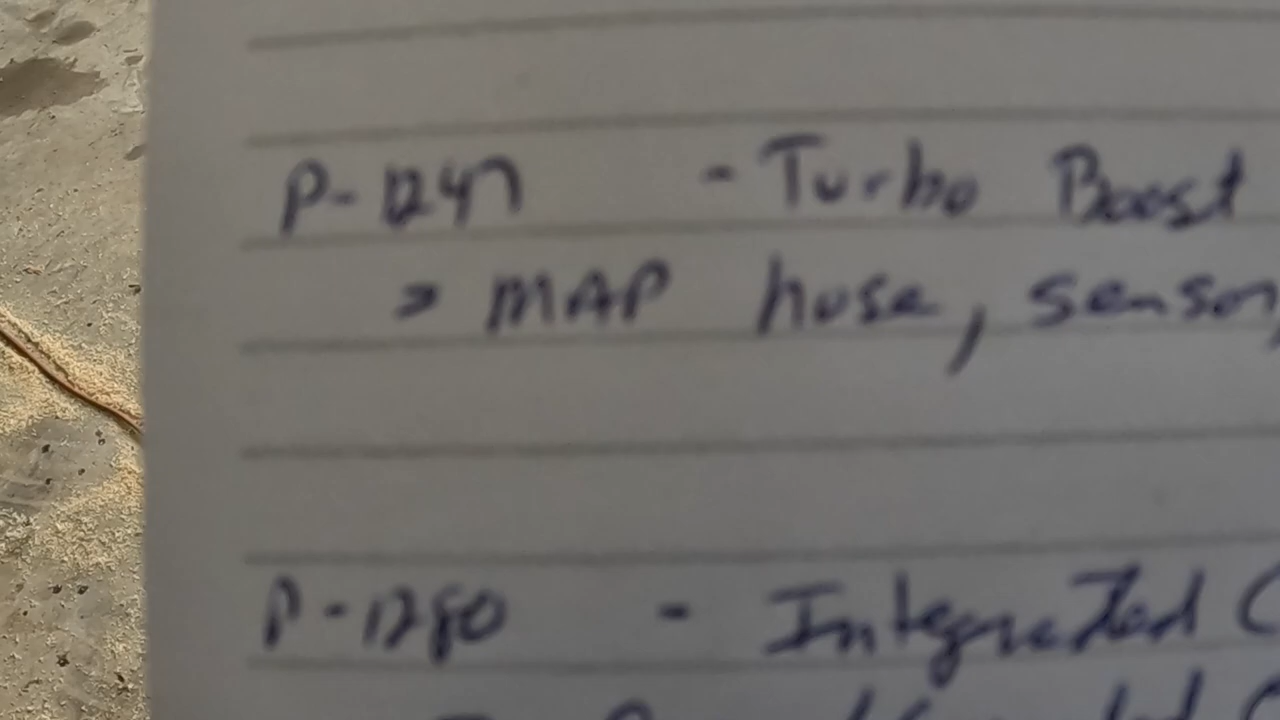 P-1247 - Turbo Boost
> MAP hose, sensor,
P-1280 - Integrated C